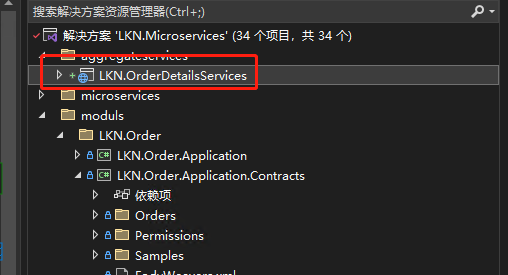 搜索解决方案资源管理器(Ctrl+;)
解决方案 'LKN.Microservices' (34 个项目，共 34 个)
aggregateservices
LKN.OrderDetailsServices
microservices
moduls
LKN.Order
C# LKN.Order.Application
C# LKN.Order.Application.Contracts
依赖项
Orders
Permissions
Samples
FodyWeavers.xml